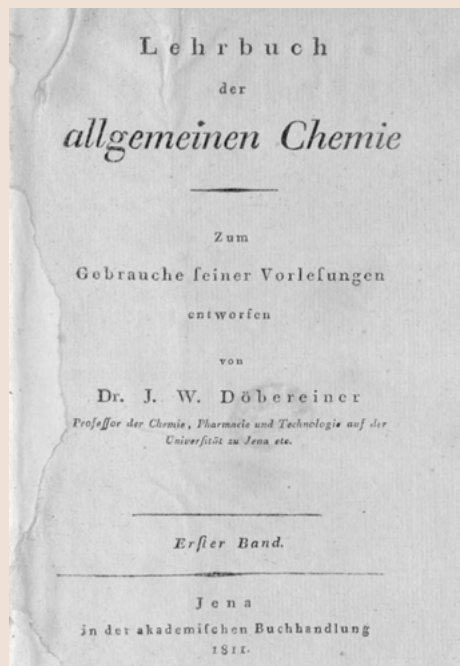 Lehrbuch
der
allgemeinen Chemie
Zum
Gebrauche ſeiner Vorleſungen
entworfen
von
Dr. J. W. Döbereiner
Profeſſor der Chemie, Pharmacie und Technologie auf der
Univerſität zu Jena etc.
Erſter Band.
Jena
in der akademiſchen Buchhandlung
1811.